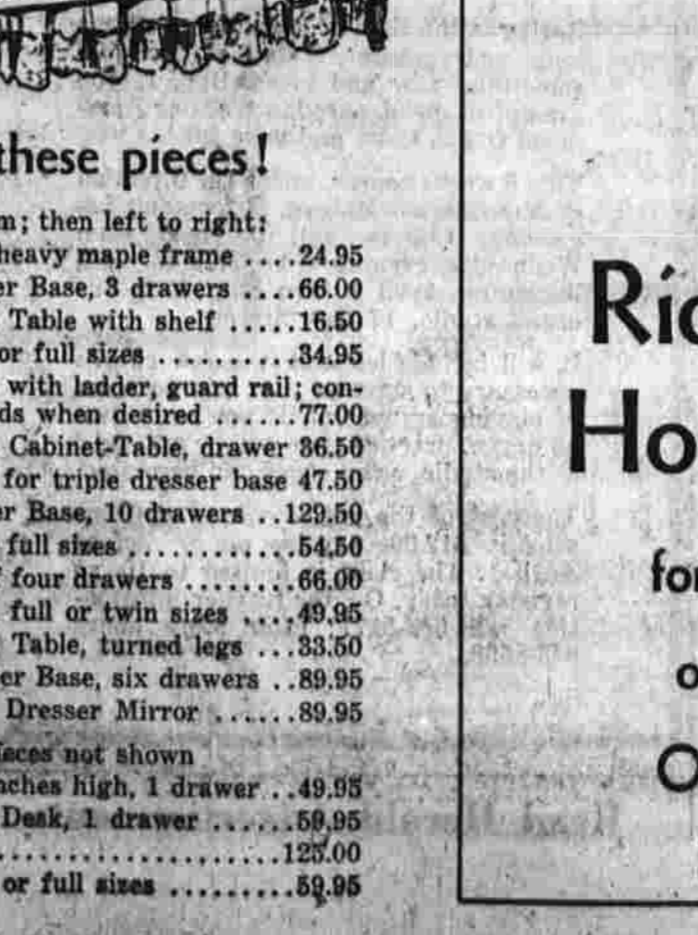 these pieces!
m; then left to right:
heavy maple frame ....24.95
er Base, 3 drawers ....66.00
Table with shelf .....16.50
or full sizes ..........34.95
with ladder, guard rail; con-
ds when desired ......77.00
Cabinet-Table, drawer 36.50
for triple dresser base 47.50
er Base, 10 drawers ..129.50
full sizes ............54.50
four drawers ........66.00
full or twin sizes ....49.95
Table, turned legs ...33.50
er Base, six drawers ..89.95
Dresser Mirror ......89.95
ieces not shown
nches high, 1 drawer ..49.95
Desk, 1 drawer ......59.95
.....................125.00
or full sizes .........59.95
Ric
Ho
for
o
O